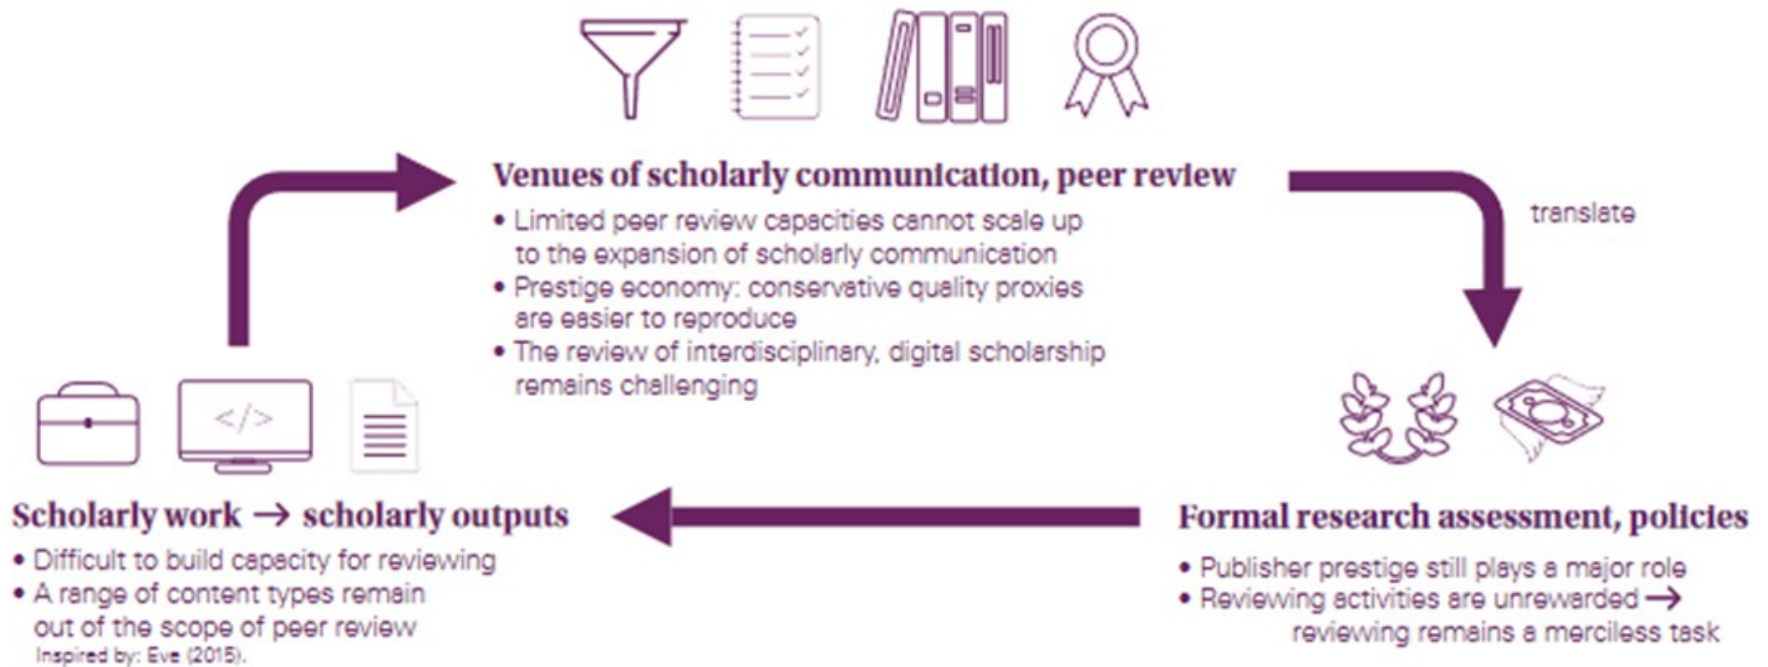 </>
Venues of scholarly communication, peer review
• Limited peer review capacities cannot scale up
to the expansion of scholarly communication
• Prestige economy: conservative quality proxies
are easier to reproduce
• The review of interdisciplinary, digital scholarship
remains challenging
translate
Scholarly work → scholarly outputs
• Difficult to build capacity for reviewing
• A range of content types remain
out of the scope of peer review
Inspired by: Eve (2015).
Formal research assessment, policies
• Publisher prestige still plays a major role
• Reviewing activities are unrewarded →
reviewing remains a merciless task